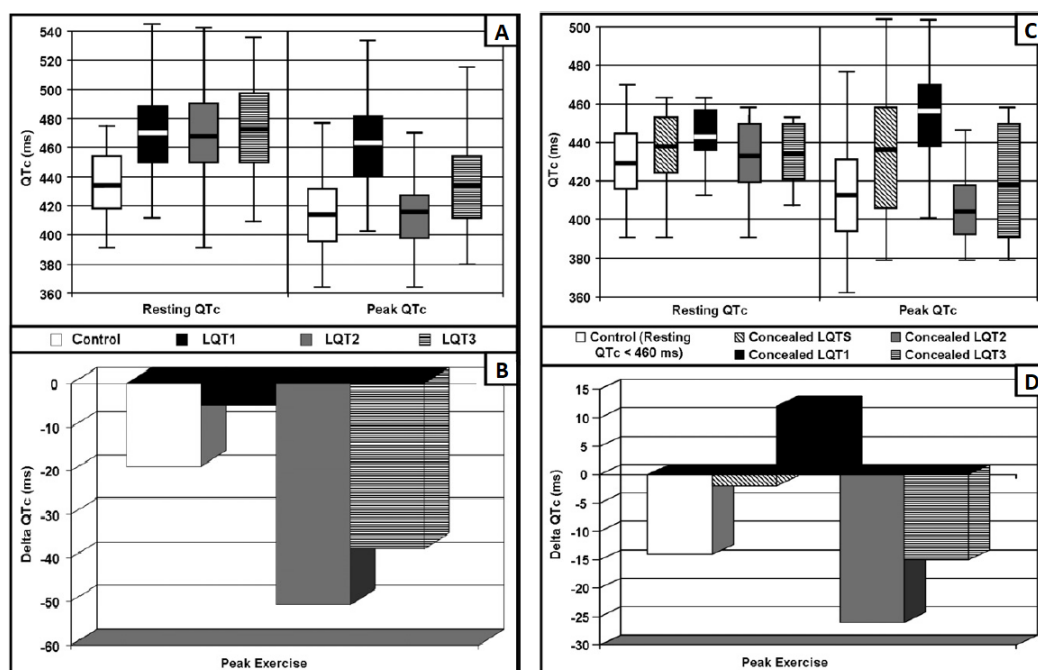 A
QTc (ms)
540
520
500
480
460
440
420
400
380
360
Resting QTc
Peak QTc
Control
LQT1
LQT2
LQT3
B
Delta QTc (ms)
0
-10
-20
-30
-40
-50
-60
Peak Exercise
C
QTc (ms)
500
480
460
440
420
400
380
360
Resting QTc
Peak QTc
Control (Resting
QTc < 460 ms)
Concealed LQTS
Concealed LQT1
Concealed LQT2
Concealed LQT3
D
Delta QTc (ms)
15
10
5
0
-5
-10
-15
-20
-25
-30
Peak Exercise